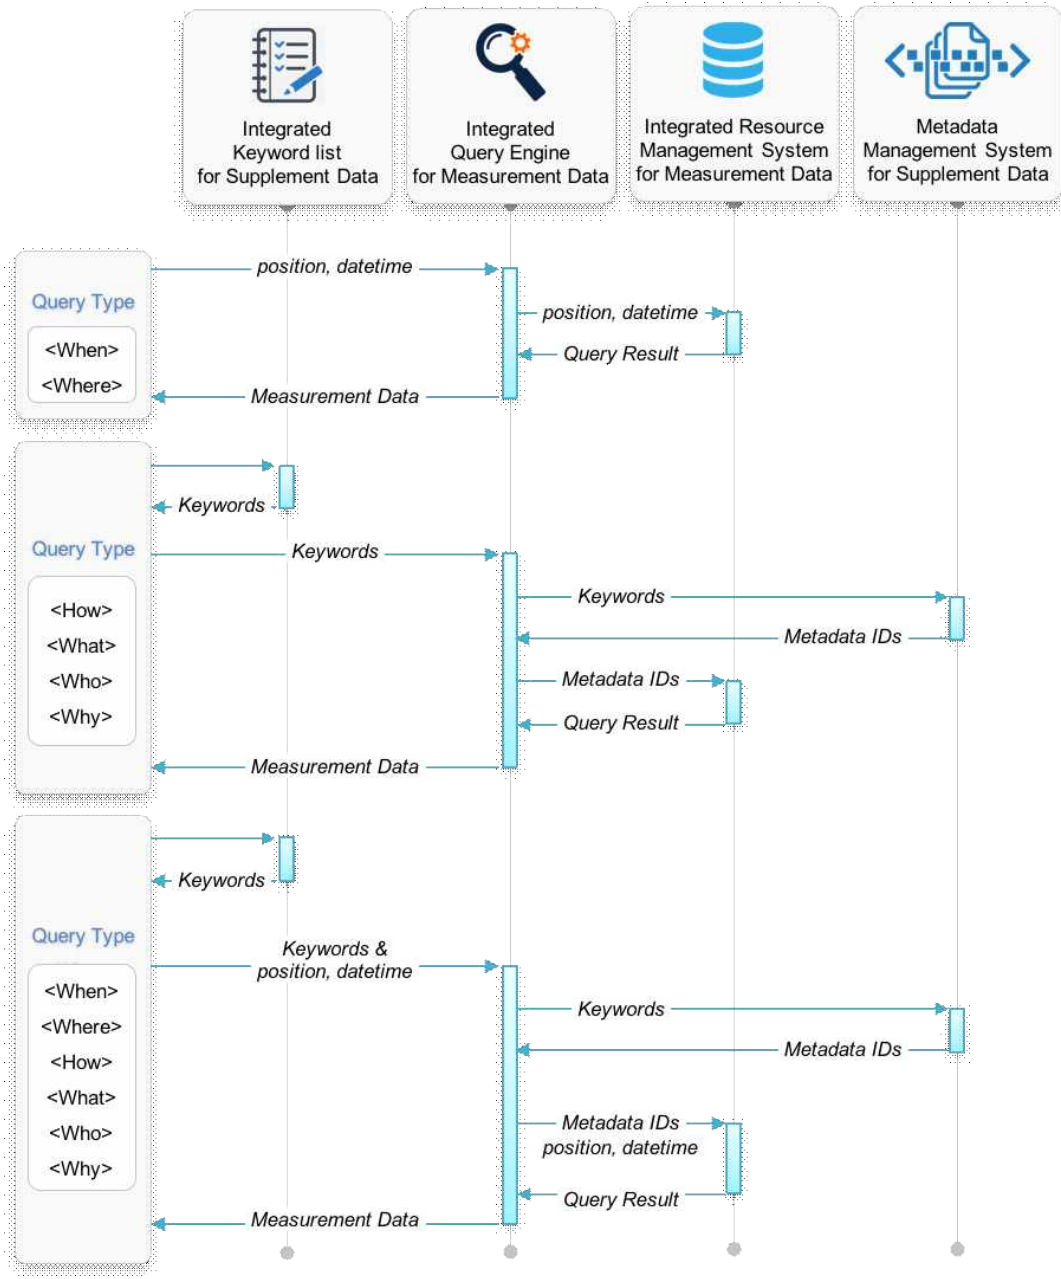 Integrated
Keyword list
for Supplement Data
Integrated
Query Engine
for Measurement Data
Integrated Resource
Management System
for Measurement Data
Metadada
Management System
for Supplement Data
Query Type
<When>
<Where>
position, datetime
position, datetime
Query Result
Measurement Data
Query Type
<How>
<What>
<Who>
<Why>
Keywords
Keywords
Keywords
Metadata IDs
Metadata IDs
Query Result
Measurement Data
Query Type
<When>
<Where>
<How>
<What>
<Who>
<Why>
Keywords
Keywords &
position, datetime
Keywords
Metadata IDs
Metadata IDs
position, datetime
Query Result
Measurement Data